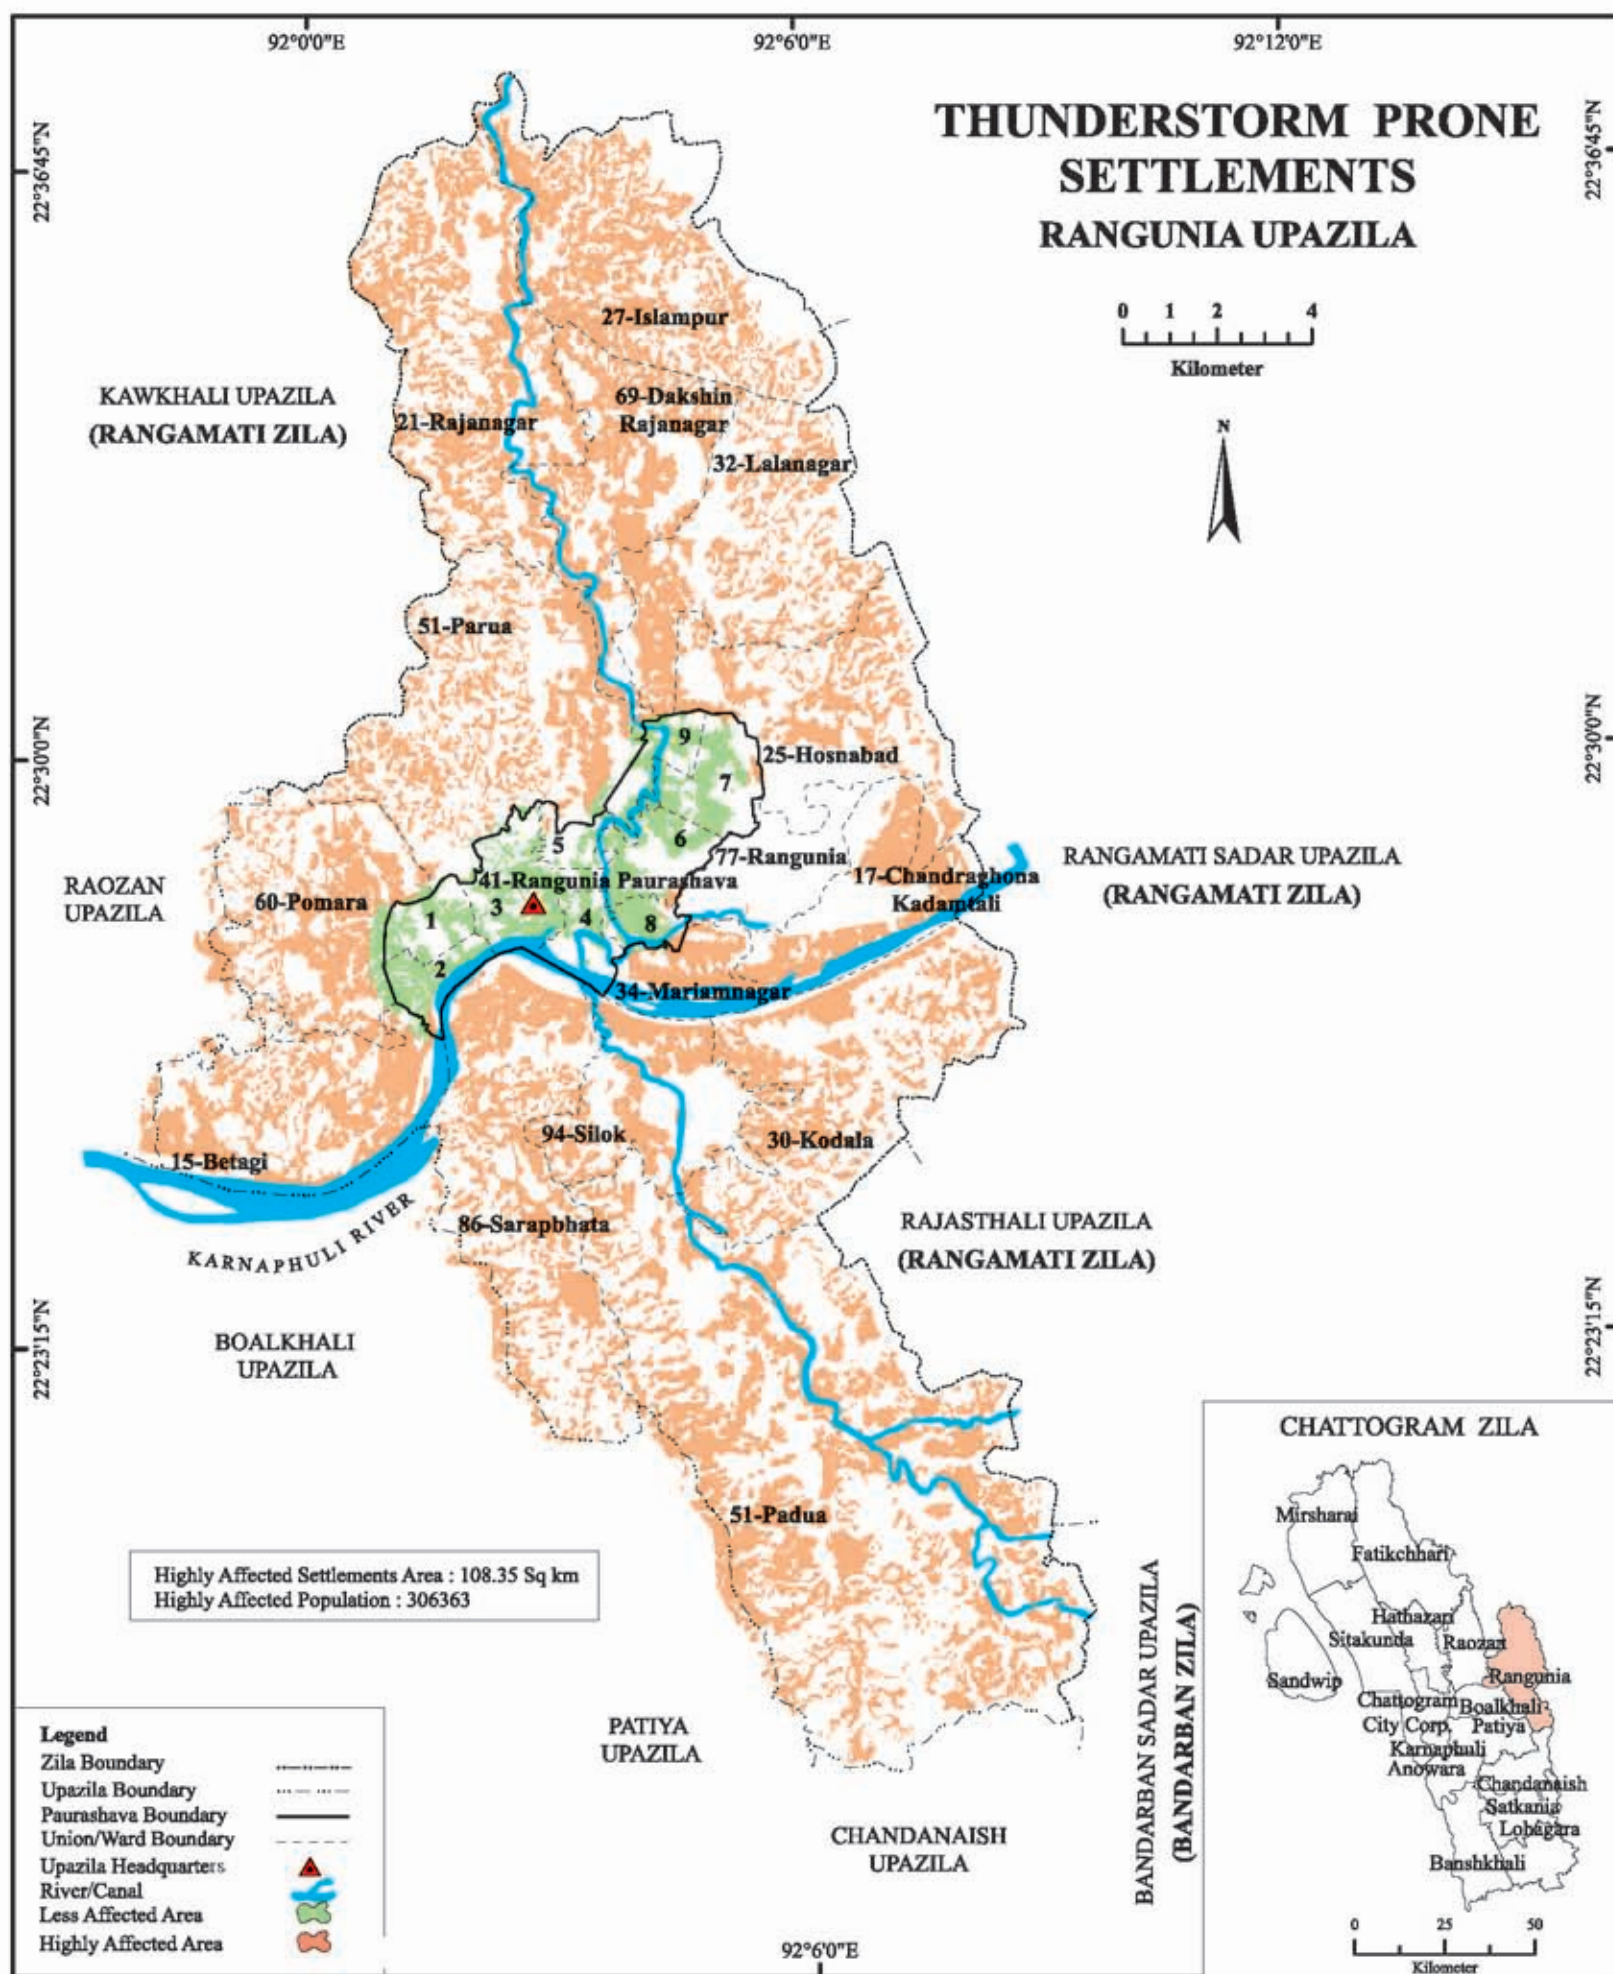 92°0'0"E
92°6'0"E
92°12'0"E
THUNDERSTORM PRONE
SETTLEMENTS
RANGUNIA UPAZILA
22°36'45"N
22°36'45"N
0 1 2 4
Kilometer
N
27-Islampur
KAWKHALI UPAZILA
(RANGAMATI ZILA)
69-Dakshin
Rajanagar
21-Rajanagar
32-Lalanagar
51-Parua
22°30'0"N
22°30'0"N
2
9
25-Hosnabad
7
6
5
77-Rangunia
RAOZAN
UPAZILA
60-Pomara
41-Rangunia Paurashava
17-Chandraghona
Kadamtali
RANGAMATI SADAR UPAZILA
(RANGAMATI ZILA)
1
3
4
8
2
34-Mariamnagar
94-Silok
30-Kodala
15-Betagi
KARNAPHULI RIVER
86-Sarapbhata
RAJASTHALI UPAZILA
(RANGAMATI ZILA)
22°23'15"N
22°23'15"N
BOALKHALI
UPAZILA
51-Padua
Highly Affected Settlements Area : 108.35 Sq km
Highly Affected Population : 306363
PATIYA
UPAZILA
CHANDANAISH
UPAZILA
BANDARBAN SADAR UPAZILA
(BANDARBAN ZILA)
92°6'0"E
Legend
Zila Boundary
Upazila Boundary
Paurashava Boundary
Union/Ward Boundary
Upazila Headquarters
River/Canal
Less Affected Area
Highly Affected Area
CHATTOGRAM ZILA
Mirsharai
Fatikchhari
Hathazari
Sitakunda
Raozan
Sandwip
Rangunia
Chattogram
City Corp.
Boalkhali
Patiya
Karnaphuli
Anowara
Chandanaish
Satkania
Lohagara
Banshkhali
0 25 50
Kilometer